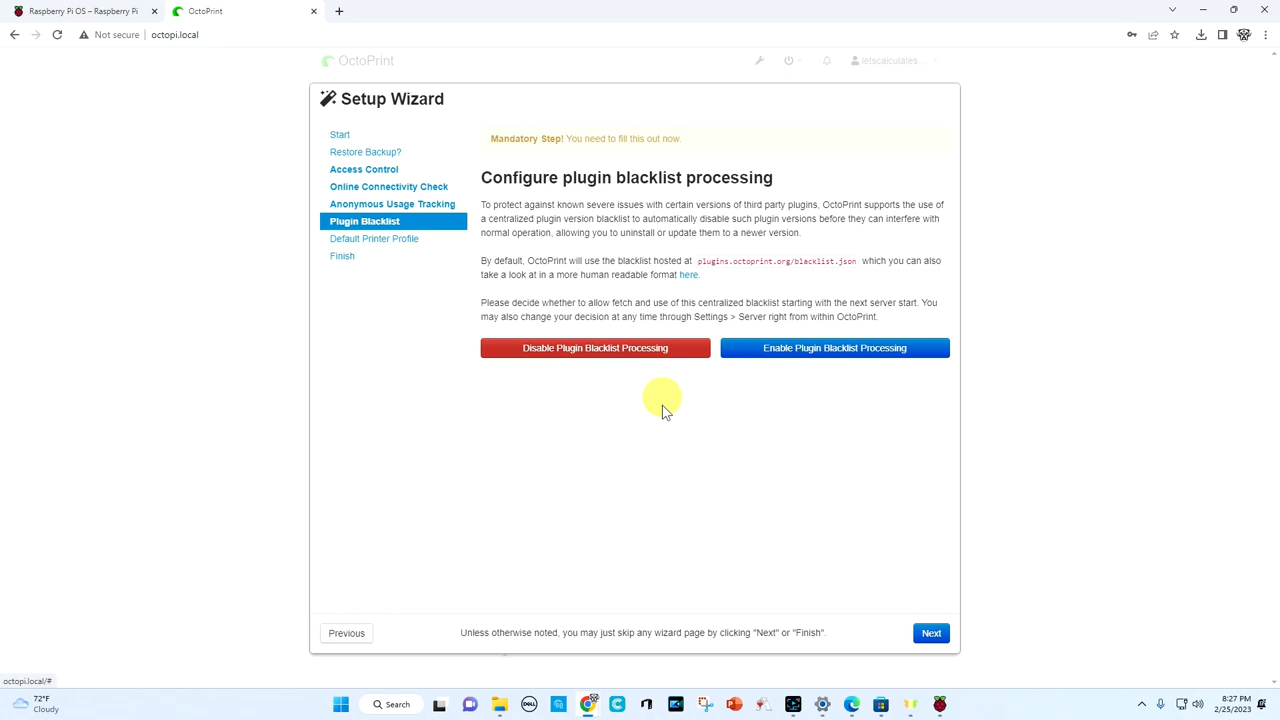 Raspberry Pi OS – Raspberry Pi
OctoPrint
Not secure
octopi.local
OctoPrint
letscalculates...
Setup Wizard
Start
Restore Backup?
Access Control
Online Connectivity Check
Anonymous Usage Tracking
Plugin Blacklist
Default Printer Profile
Finish
Mandatory Step! You need to fill this out now.
Configure plugin blacklist processing
To protect against known severe issues with certain versions of third party plugins, OctoPrint supports the use of
a centralized plugin version blacklist to automatically disable such plugin versions before they can interfere with
normal operation, allowing you to uninstall or update them to a newer version.
By default, OctoPrint will use the blacklist hosted at plugins.octoprint.org/blacklist.json which you can also
take a look at in a more human readable format here.
Please decide whether to allow fetch and use of this centralized blacklist starting with the next server start. You
may also change your decision at any time through Settings > Server right from within OctoPrint.
Disable Plugin Blacklist Processing
Enable Plugin Blacklist Processing
Previous
Unless otherwise noted, you may just skip any wizard page by clicking "Next" or "Finish".
Next
octopi.local/#
72°F
Cloudy
Search
DELL
8:27 PM
2/25/2023